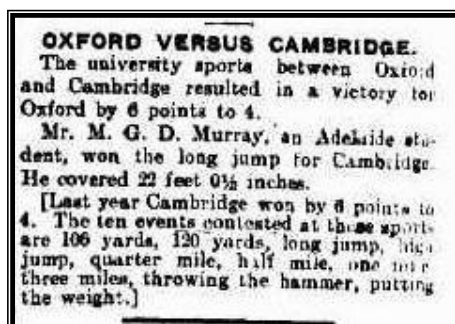 OXFORD VERSUS CAMBRIDGE.
The university sports between Oxford
and Cambridge resulted in a victory for
Oxford by 6 points to 4.
Mr. M. G. D. Murray, an Adelaide stu-
dent, won the long jump for Cambridge.
He covered 22 feet 0½ inches.
[Last year Cambridge won by 6 points to
4. The ten events contested at these sports
are 106 yards, 120 yards, long jump, high
jump, quarter mile, half mile, one mile
three miles, throwing the hammer, putting
the weight.]